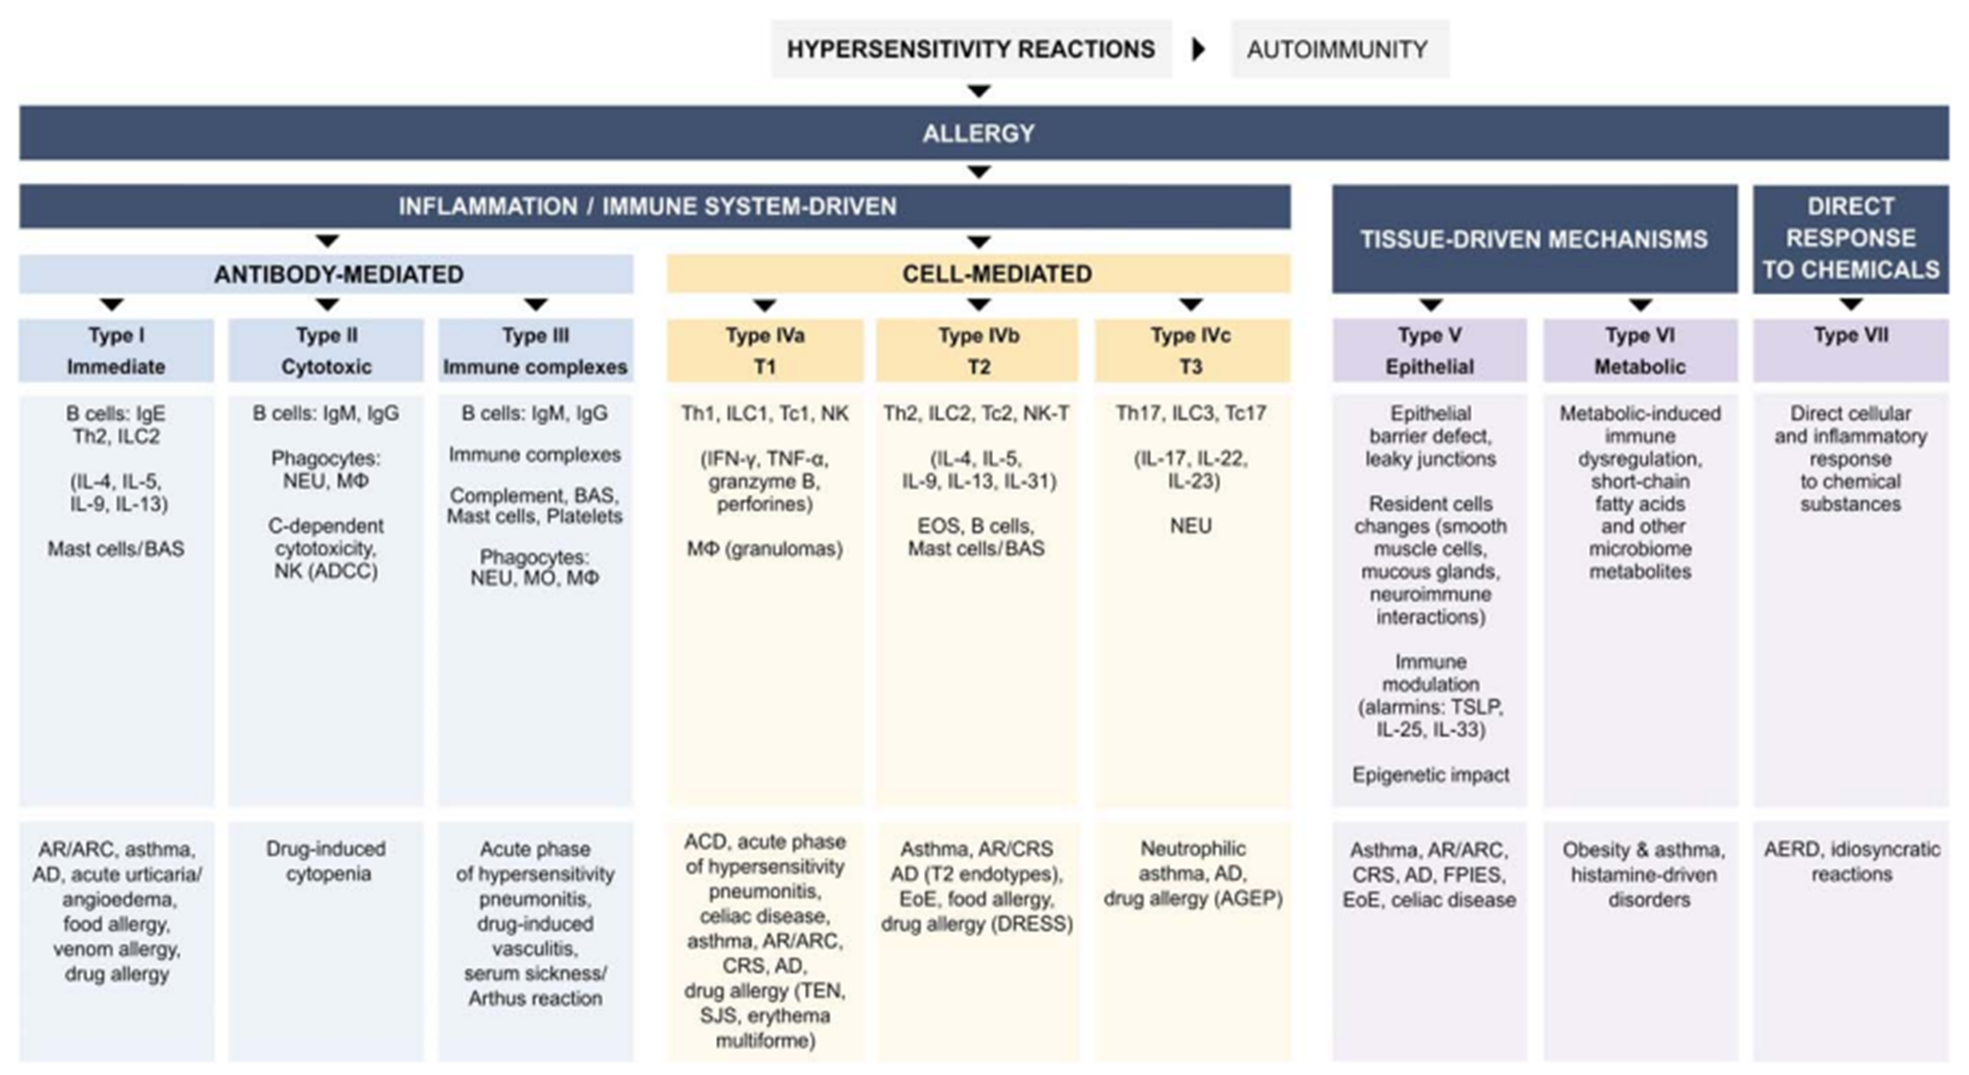 HYPERSENSITIVITY REACTIONS
AUTOIMMUNITY
ALLERGY
INFLAMMATION / IMMUNE SYSTEM-DRIVEN
TISSUE-DRIVEN MECHANISMS
DIRECT
RESPONSE
TO CHEMICALS
ANTIBODY-MEDIATED
CELL-MEDIATED
Type I
Immediate
B cells: IgE
Th2, ILC2
(IL-4, IL-5,
IL-9, IL-13)
Mast cells/BAS
AR/ARC, asthma,
AD, acute urticaria/
angioedema,
food allergy,
venom allergy,
drug allergy
Type II
Cytotoxic
B cells: IgM, IgG
Phagocytes:
NEU, MΦ
C-dependent
cytotoxicity,
NK (ADCC)
Drug-induced
cytopenia
Type III
Immune complexes
B cells: IgM, IgG
Immune complexes
Complement, BAS,
Mast cells, Platelets
Phagocytes:
NEU, MO, MΦ
Acute phase
of hypersensitivity
pneumonitis,
drug-induced
vasculitis,
serum sickness/
Arthus reaction
Type IVa
T1
Th1, ILC1, Tc1, NK
(IFN-γ, TNF-α,
granzyme B,
perforines)
MΦ (granulomas)
ACD, acute phase
of hypersensitivity
pneumonitis,
celiac disease,
asthma, AR/ARC,
CRS, AD,
drug allergy (TEN,
SJS, erythema
multiforme)
Type IVb
T2
Th2, ILC2, Tc2, NK-T
(IL-4, IL-5,
IL-9, IL-13, IL-31)
EOS, B cells,
Mast cells/BAS
Asthma, AR/CRS
AD (T2 endotypes),
EoE, food allergy,
drug allergy (DRESS)
Type IVc
T3
Th17, ILC3, Tc17
(IL-17, IL-22,
IL-23)
NEU
Neutrophilic
asthma, AD,
drug allergy (AGEP)
Type V
Epithelial
Epithelial
barrier defect,
leaky junctions
Resident cells
changes (smooth
muscle cells,
mucous glands,
neuroimmune
interactions)
Immune
modulation
(alarmins: TSLP,
IL-25, IL-33)
Epigenetic impact
Asthma, AR/ARC,
CRS, AD, FPIES,
EoE, celiac disease
Type VI
Metabolic
Metabolic-induced
immune
dysregulation,
short-chain
fatty acids
and other
microbiome
metabolites
Obesity & asthma,
histamine-driven
disorders
Type VII
Direct cellular
and inflammatory
response
to chemical
substances
AERD, idiosyncratic
reactions